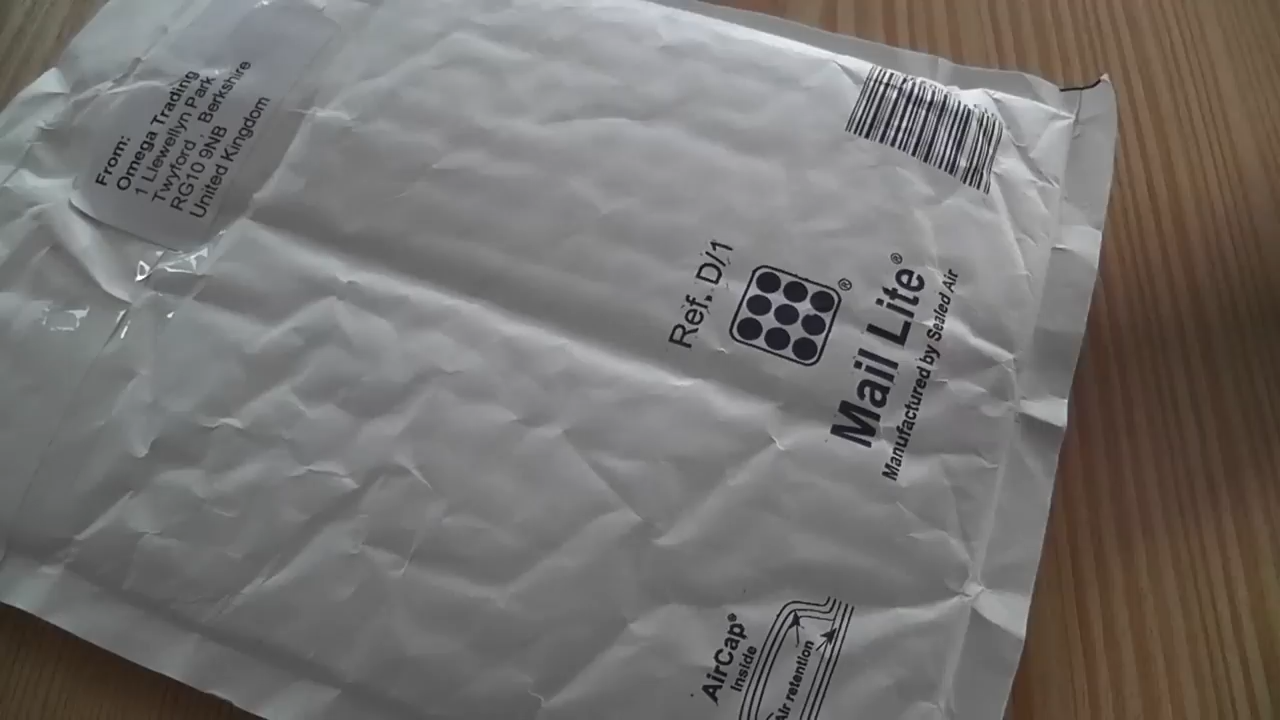 From:
Omega Trading
1 Llewellyn Park
Twyford , Berkshire
RG10 9NB
United Kingdom
Ref. D/1
®
Mail Lite®
Manufactured by Sealed Air
AirCap®
Inside
Air retention